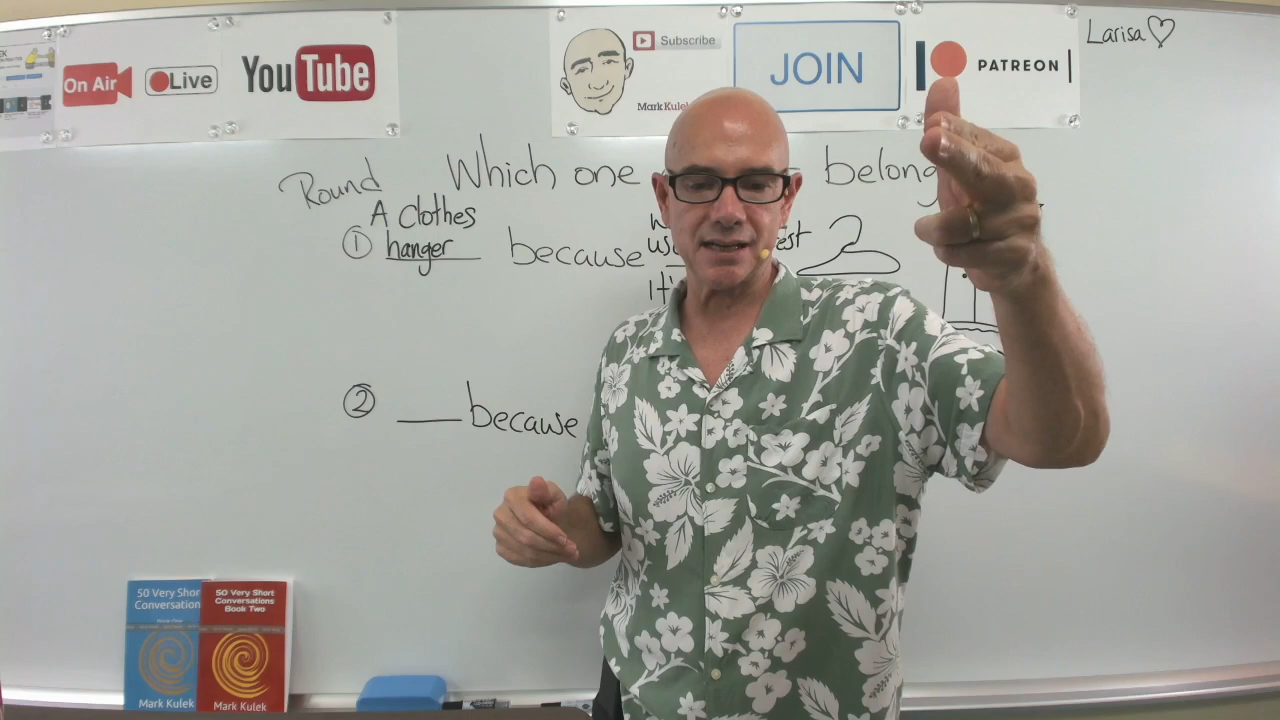 On Air
Live
YouTube
Subscribe
Mark Kulek
JOIN
PATREON
Larisa
Round Which one belong
A clothes
① hanger because
It's
② because
50 Very Short
Conversations
50 Very Short
Conversations
Book Two
Mark Kulek
Mark Kulek